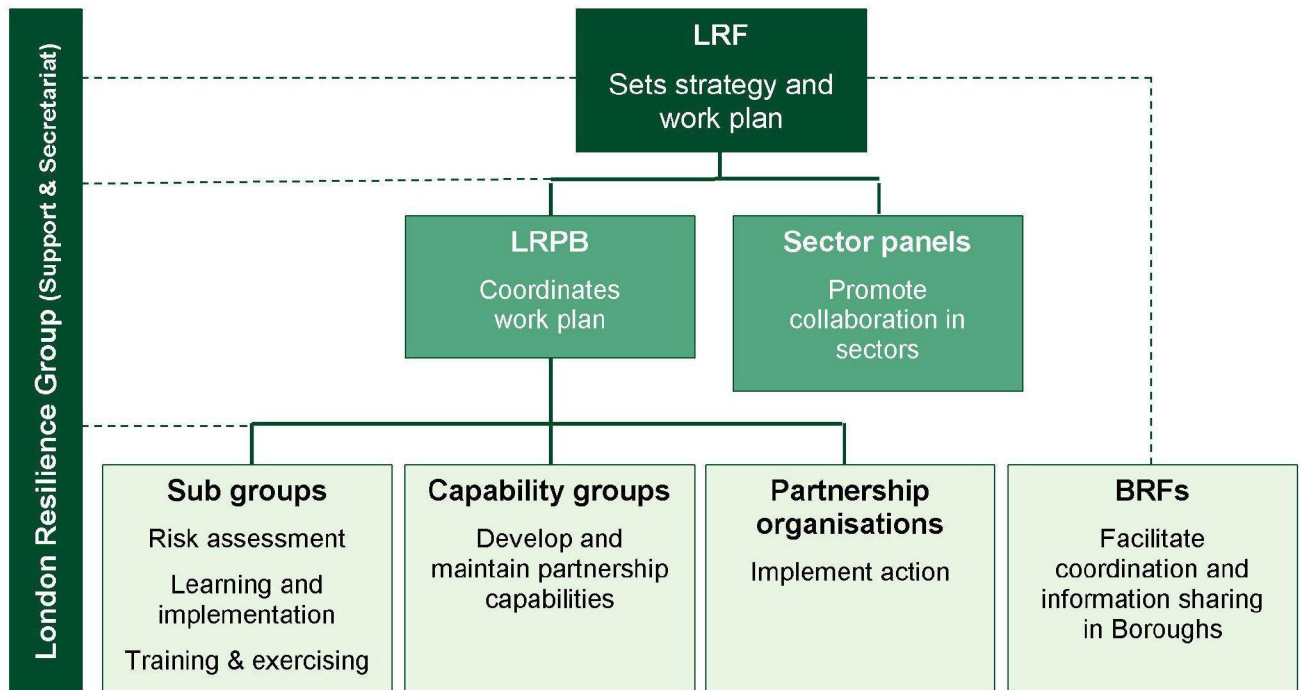 London Resilience Group (Support & Secretariat)
LRF
Sets strategy and
work plan
LRPB
Coordinates
work plan
Sector panels
Promote
collaboration in
sectors
Sub groups
Risk assessment
Learning and
implementation
Training & exercising
Capability groups
Develop and
maintain partnership
capabilities
Partnership
organisations
Implement action
BRFs
Facilitate
coordination and
information sharing
in Boroughs